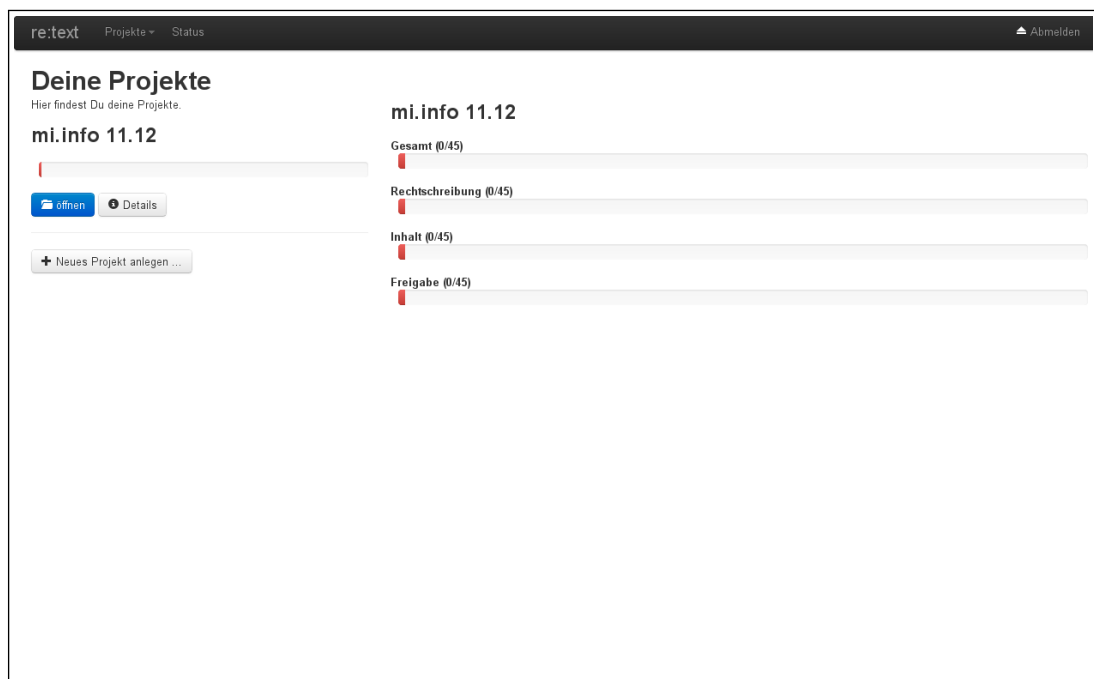 re:text Projekte Status Abmelden
Deine Projekte
Hier findest Du deine Projekte.
mi.info 11.12
öffnen Details
+ Neues Projekt anlegen ...
mi.info 11.12
Gesamt (0/45)
Rechtschreibung (0/45)
Inhalt (0/45)
Freigabe (0/45)